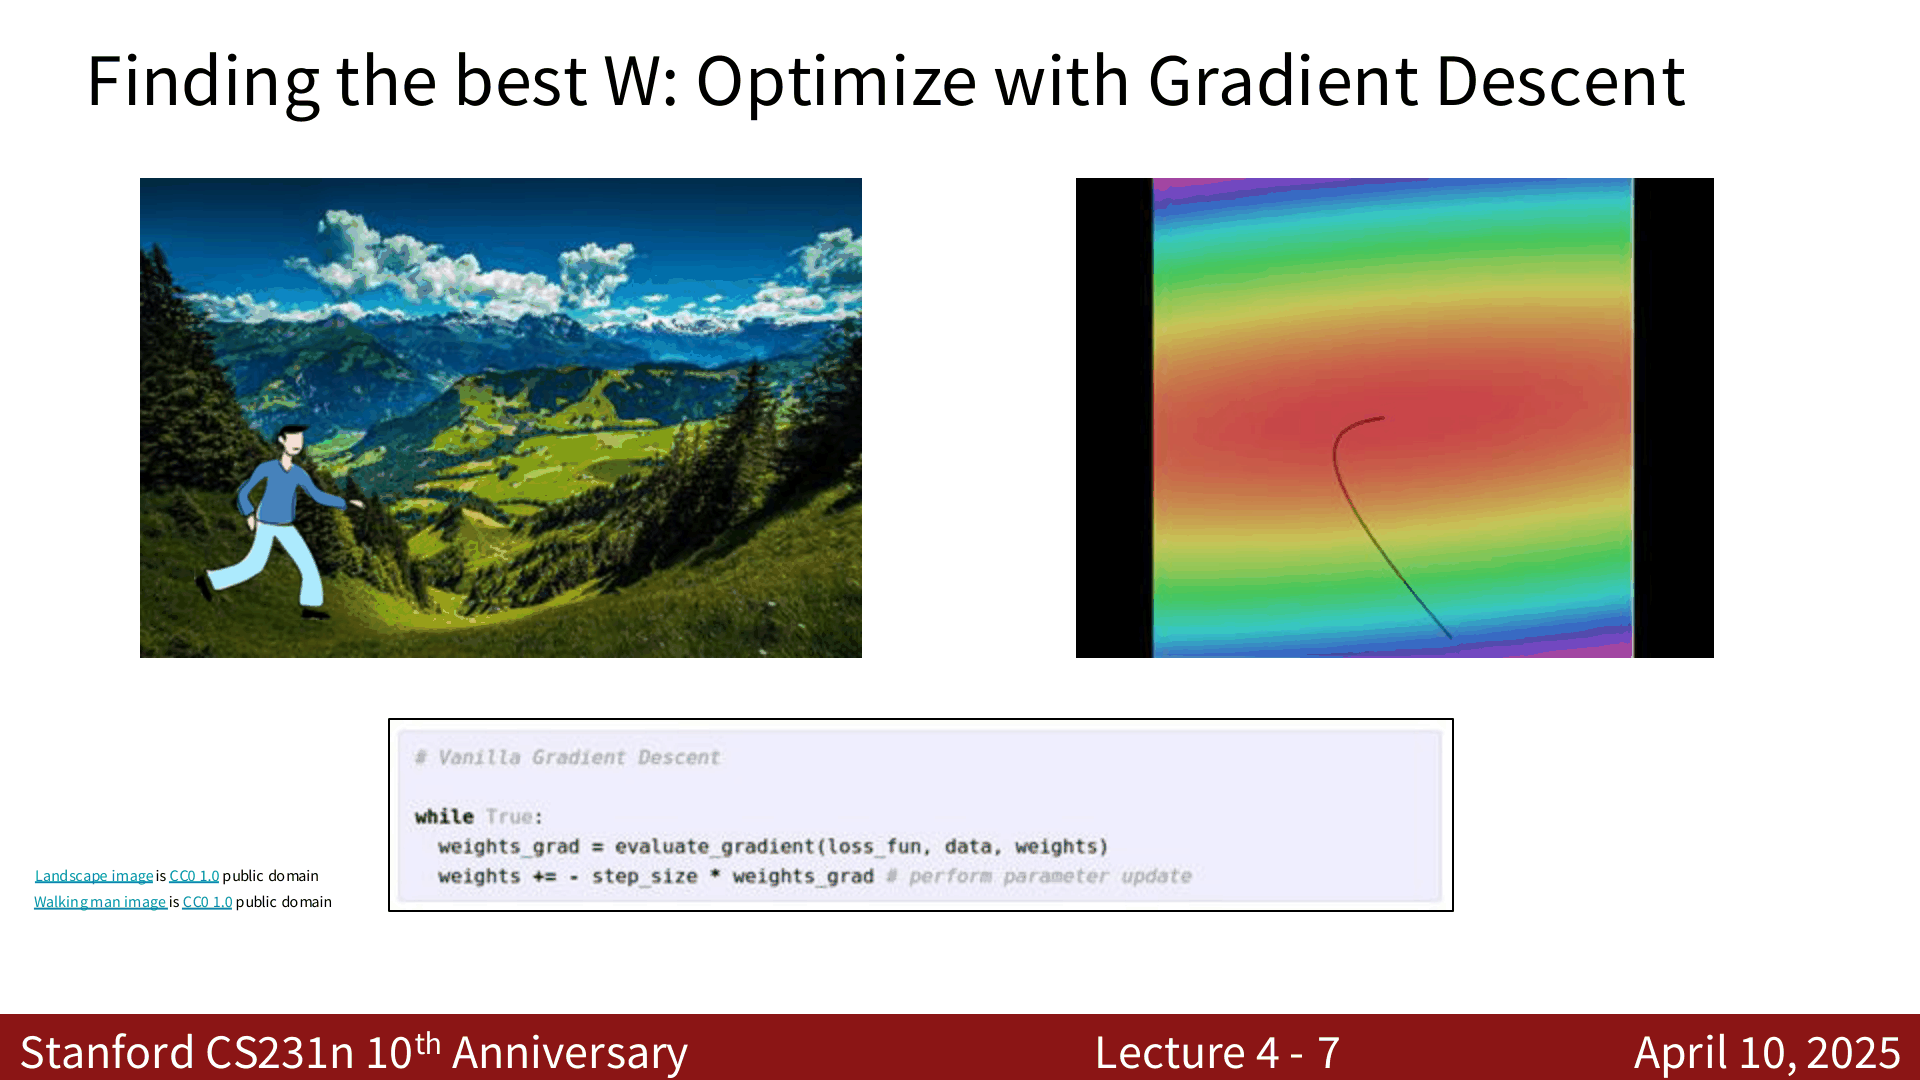 Finding the best W: Optimize with Gradient Descent
# Vanilla Gradient Descent
while True:
  weights_grad = evaluate_gradient(loss_fun, data, weights)
  weights += - step_size * weights_grad # perform parameter update
Landscape image is CC0 1.0 public domain
Walking man image is CC0 1.0 public domain
Stanford CS231n 10th Anniversary
Lecture 4 - 7
April 10, 2025